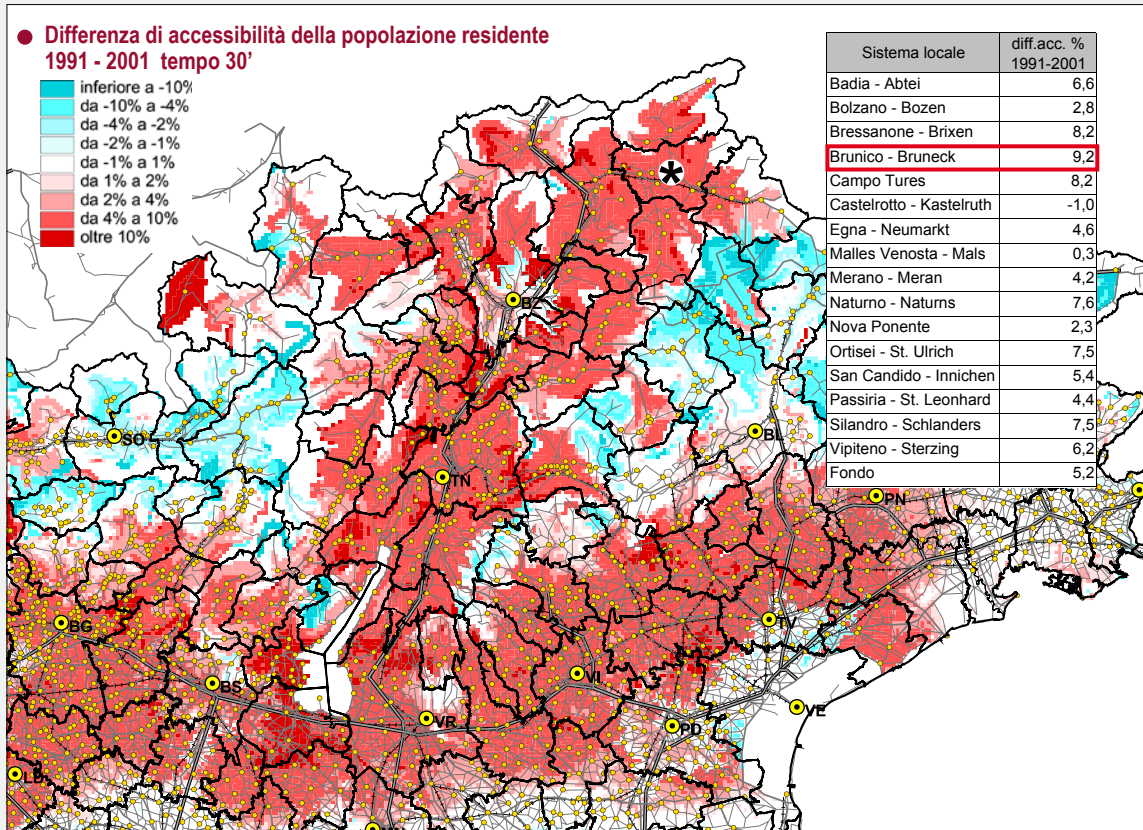 ● Differenza di accessibilità della popolazione residente
1991 - 2001 tempo 30'
inferiore a -10%
da -10% a -4%
da -4% a -2%
da -2% a -1%
da -1% a 1%
da 1% a 2%
da 2% a 4%
da 4% a 10%
oltre 10%
Sistema locale diff.acc. % 1991-2001
Badia - Abtei 6,6
Bolzano - Bozen 2,8
Bressanone - Brixen 8,2
Brunico - Bruneck 9,2
Campo Tures 8,2
Castelrotto - Kastelruth -1,0
Egna - Neumarkt 4,6
Malles Venosta - Mals 0,3
Merano - Meran 4,2
Naturno - Naturns 7,6
Nova Ponente 2,3
Ortisei - St. Ulrich 7,5
San Candido - Innichen 5,4
Passiria - St. Leonhard 4,4
Silandro - Schlanders 7,5
Vipiteno - Sterzing 6,2
Fondo 5,2
*
BZ
SO
BL
TN
PN
BG
TV
BS
VI
VR
PD
VE